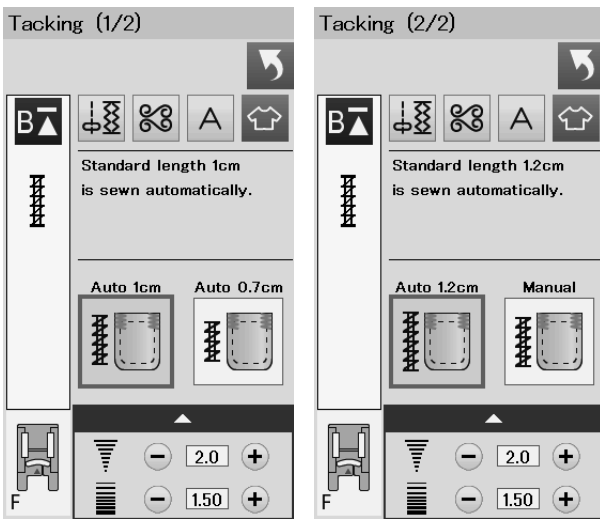 Tacking (1/2)
B
A
Standard length 1cm
is sewn automatically.
Auto 1cm
Auto 0.7cm
F
2.0
1.50
Tacking (2/2)
B
A
Standard length 1.2cm
is sewn automatically.
Auto 1.2cm
Manual
F
2.0
1.50